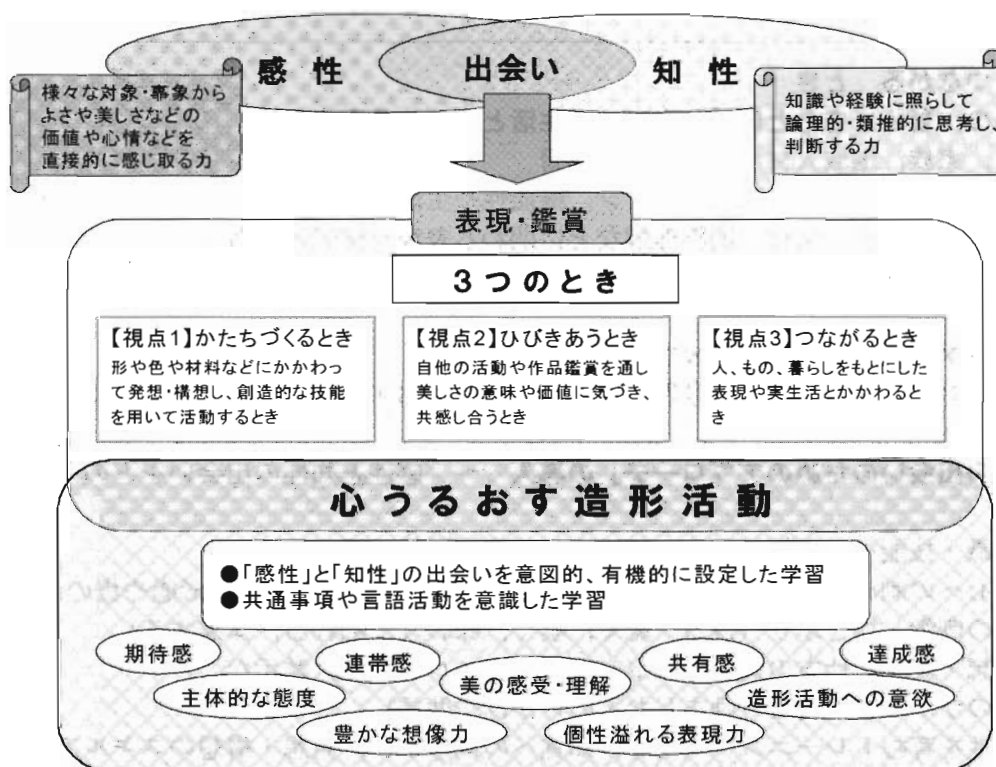 感性
出会い
知性
様々な対象・事象から
よさや美しさなどの
価値や心情などを
直接的に感じ取る力
知識や経験に照らして
論理的・類推的に思考し、
判断する力
表現・鑑賞
3つのとき
【視点1】かたちづくるとき
形や色や材料などにかかわっ
て発想・構想し、創造的な技能
を用いて活動するとき
【視点2】ひびきあうとき
自他の活動や作品鑑賞を通し
美しさの意味や価値に気づき、
共感し合うとき
【視点3】つながるとき
人、もの、暮らしをもとにした
表現や実生活とかかわると
き
心うるおす造形活動
●「感性」と「知性」の出会いを意図的、有機的に設定した学習
●共通事項や言語活動を意識した学習
期待感
連帯感
共有感
達成感
主体的な態度
美の感受・理解
造形活動への意欲
豊かな想像力
個性溢れる表現力